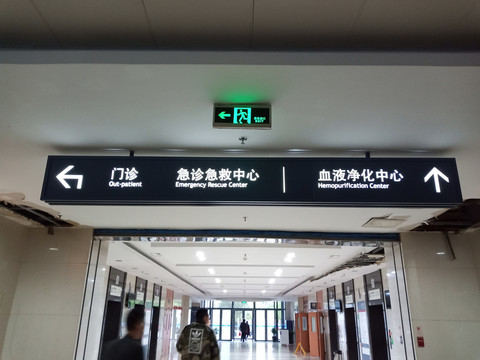 门诊
Out-patient
急诊急救中心
Emergency Rescue Center
血液净化中心
Hemopurification Center